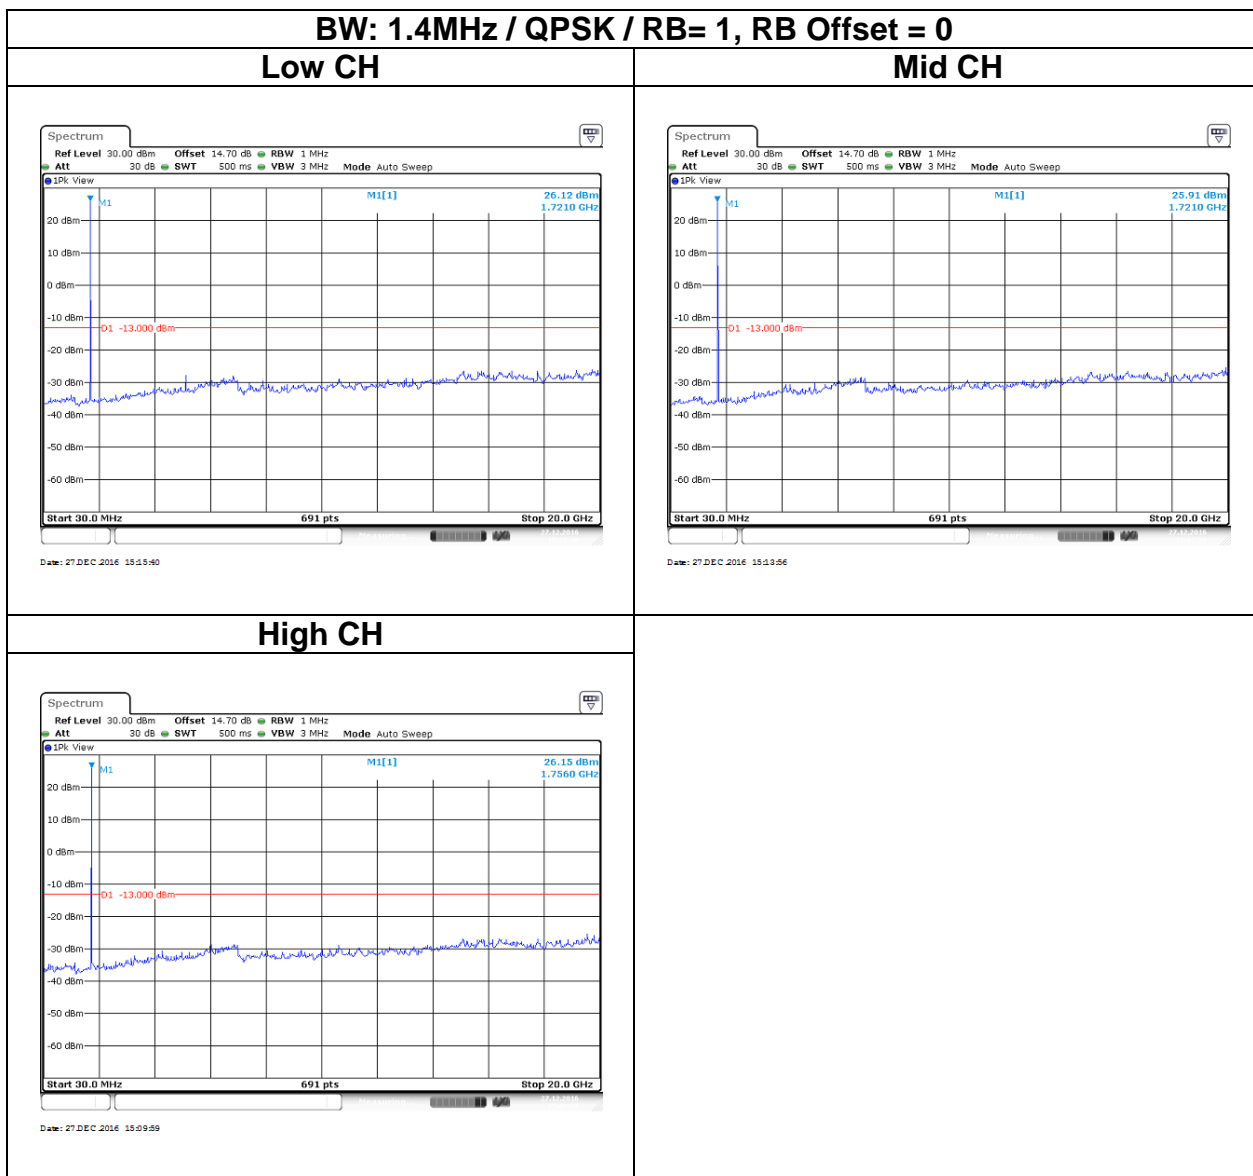 BW: 1.4MHz / QPSK / RB= 1, RB Offset = 0
Low CH
Mid CH
Spectrum
Ref Level 30.00 dBm Offset 14.70 dB RBW 1 MHz
Att 30 dB SWT 500 ms VBW 3 MHz Mode Auto Sweep
1Pk View
M1[1] 26.12 dBm
1.7210 GHz
M1
20 dBm
10 dBm
0 dBm
-10 dBm
D1 -13.000 dBm
-20 dBm
-30 dBm
-40 dBm
-50 dBm
-60 dBm
Start 30.0 MHz 691 pts Stop 20.0 GHz
Measuring... 27.12.2016
Date: 27.DEC.2016 15:15:40
Spectrum
Ref Level 30.00 dBm Offset 14.70 dB RBW 1 MHz
Att 30 dB SWT 500 ms VBW 3 MHz Mode Auto Sweep
1Pk View
M1[1] 25.91 dBm
1.7210 GHz
M1
20 dBm
10 dBm
0 dBm
-10 dBm
D1 -13.000 dBm
-20 dBm
-30 dBm
-40 dBm
-50 dBm
-60 dBm
Start 30.0 MHz 691 pts Stop 20.0 GHz
Measuring... 27.12.2016
Date: 27.DEC.2016 15:13:56
High CH
Spectrum
Ref Level 30.00 dBm Offset 14.70 dB RBW 1 MHz
Att 30 dB SWT 500 ms VBW 3 MHz Mode Auto Sweep
1Pk View
M1[1] 26.15 dBm
1.7560 GHz
M1
20 dBm
10 dBm
0 dBm
-10 dBm
D1 -13.000 dBm
-20 dBm
-30 dBm
-40 dBm
-50 dBm
-60 dBm
Start 30.0 MHz 691 pts Stop 20.0 GHz
Measuring... 27.12.2016
Date: 27.DEC.2016 15:09:59